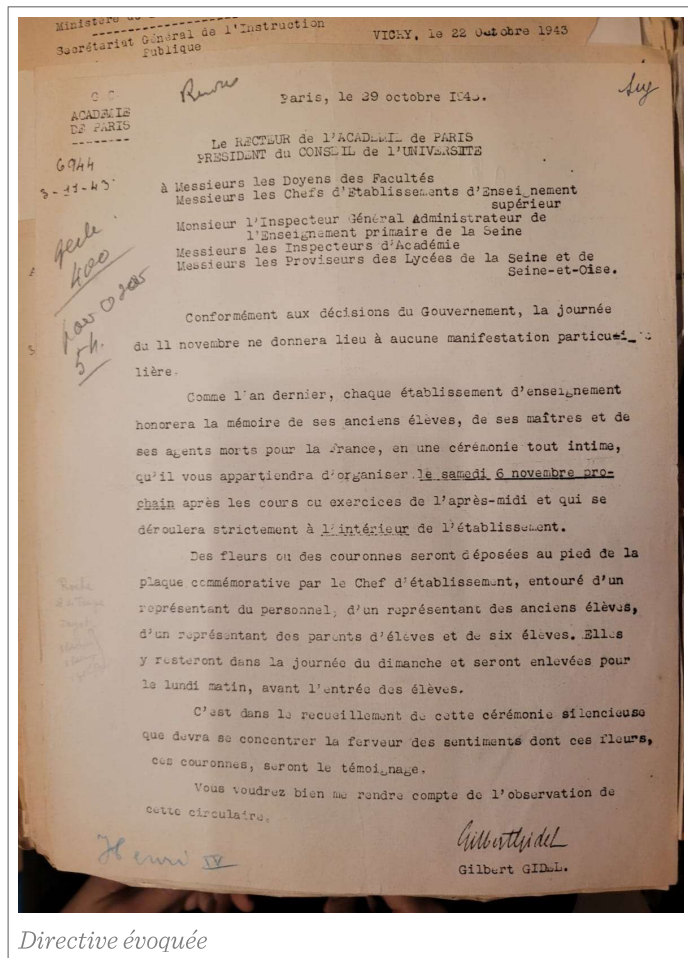 Ministère
Secrétariat Général de l'Instruction
Publique
VICHY, le 22 Octobre 1943
Paris, le 29 octobre 1943.
ACADEMIE
DE PARIS
--------
6944
3-11-43.
400
5h.
Le RECTEUR de l'ACADEMIE de PARIS
PRESIDENT du CONSEIL de l'UNIVERSITE
à Messieurs les Doyens des Facultés
Messieurs les Chefs d'Etablissements d'Enseignement
supérieur
Monsieur l'Inspecteur Général Administrateur de
l'Enseignement primaire de la Seine
Messieurs les Inspecteurs d'Académie
Messieurs les Proviseurs des Lycées de la Seine et de
Seine-et-Oise.
Conformément aux décisions du Gouvernement, la journée
du 11 novembre ne donnera lieu à aucune manifestation particu-
lière.
Comme l'an dernier, chaque établissement d'enseignement
honorera la mémoire de ses anciens élèves, de ses maîtres et de
ses agents morts pour la France, en une cérémonie tout intime,
qu'il vous appartiendra d'organiser le samedi 6 novembre pro-
chain après les cours ou exercices de l'après-midi et qui se
déroulera strictement à l'intérieur de l'établissement.
Des fleurs ou des couronnes seront déposées au pied de la
plaque commémorative par le Chef d'établissement, entouré d'un
représentant du personnel, d'un représentant des anciens élèves,
d'un représentant des parents d'élèves et de six élèves. Elles
y resteront dans la journée du dimanche et seront enlevées pour
le lundi matin, avant l'entrée des élèves.
C'est dans le recueillement de cette cérémonie silencieuse
que devra se concentrer la ferveur des sentiments dont ces fleurs,
ces couronnes, seront le témoignage.
Vous voudrez bien me rendre compte de l'observation de
cette circulaire.
Gilbert Gidel
Gilbert GIDEL.
Henri IV
Directive évoquée